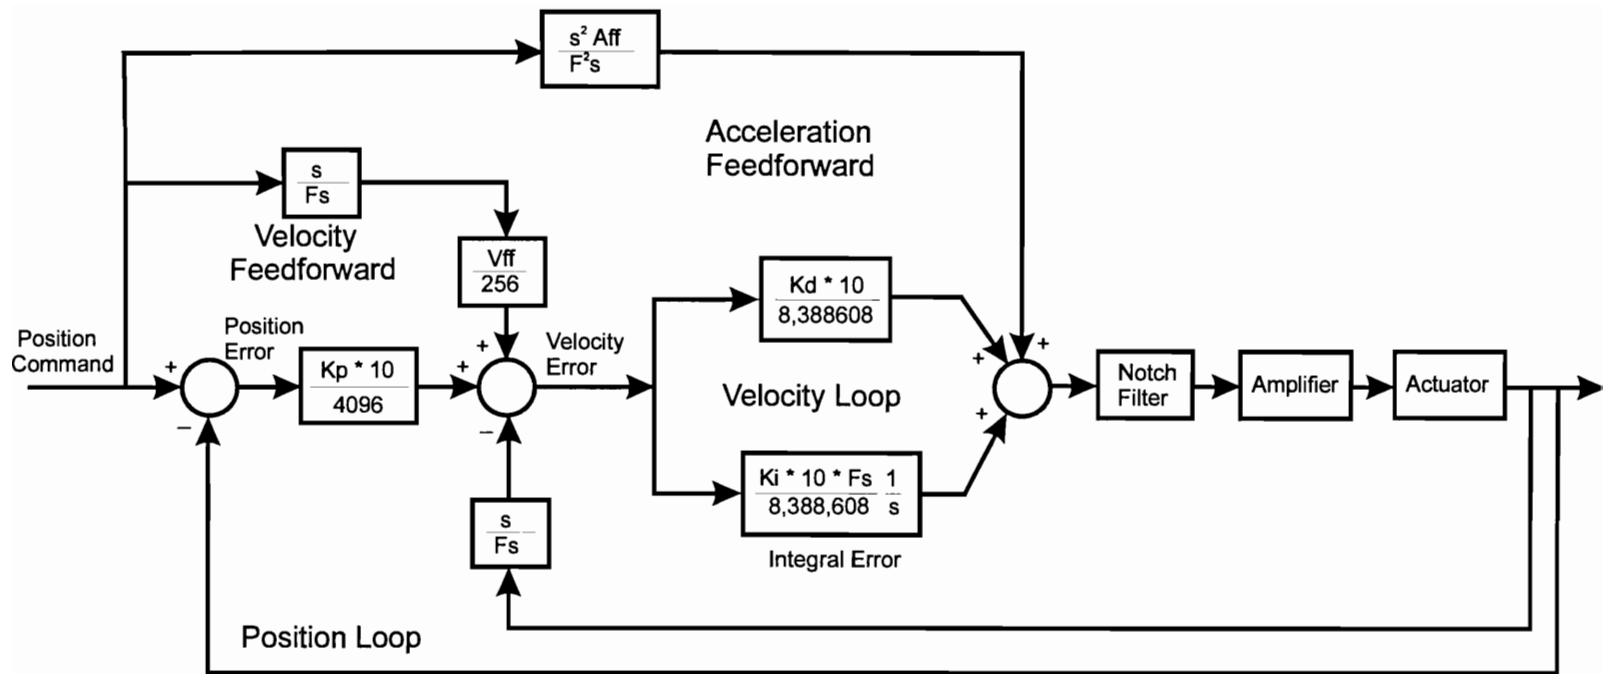 s² Aff
F²s
Acceleration
Feedforward
s
Fs
Velocity
Feedforward
Vff
256
Kd * 10
8,388608
Position
Command
+
Position
Error
−
Kp * 10
4096
+
+
−
Velocity
Error
Velocity Loop
+
+
+
Notch
Filter
Amplifier
Actuator
Ki * 10 * Fs 1
8,388,608 s
Integral Error
s
Fs
Position Loop